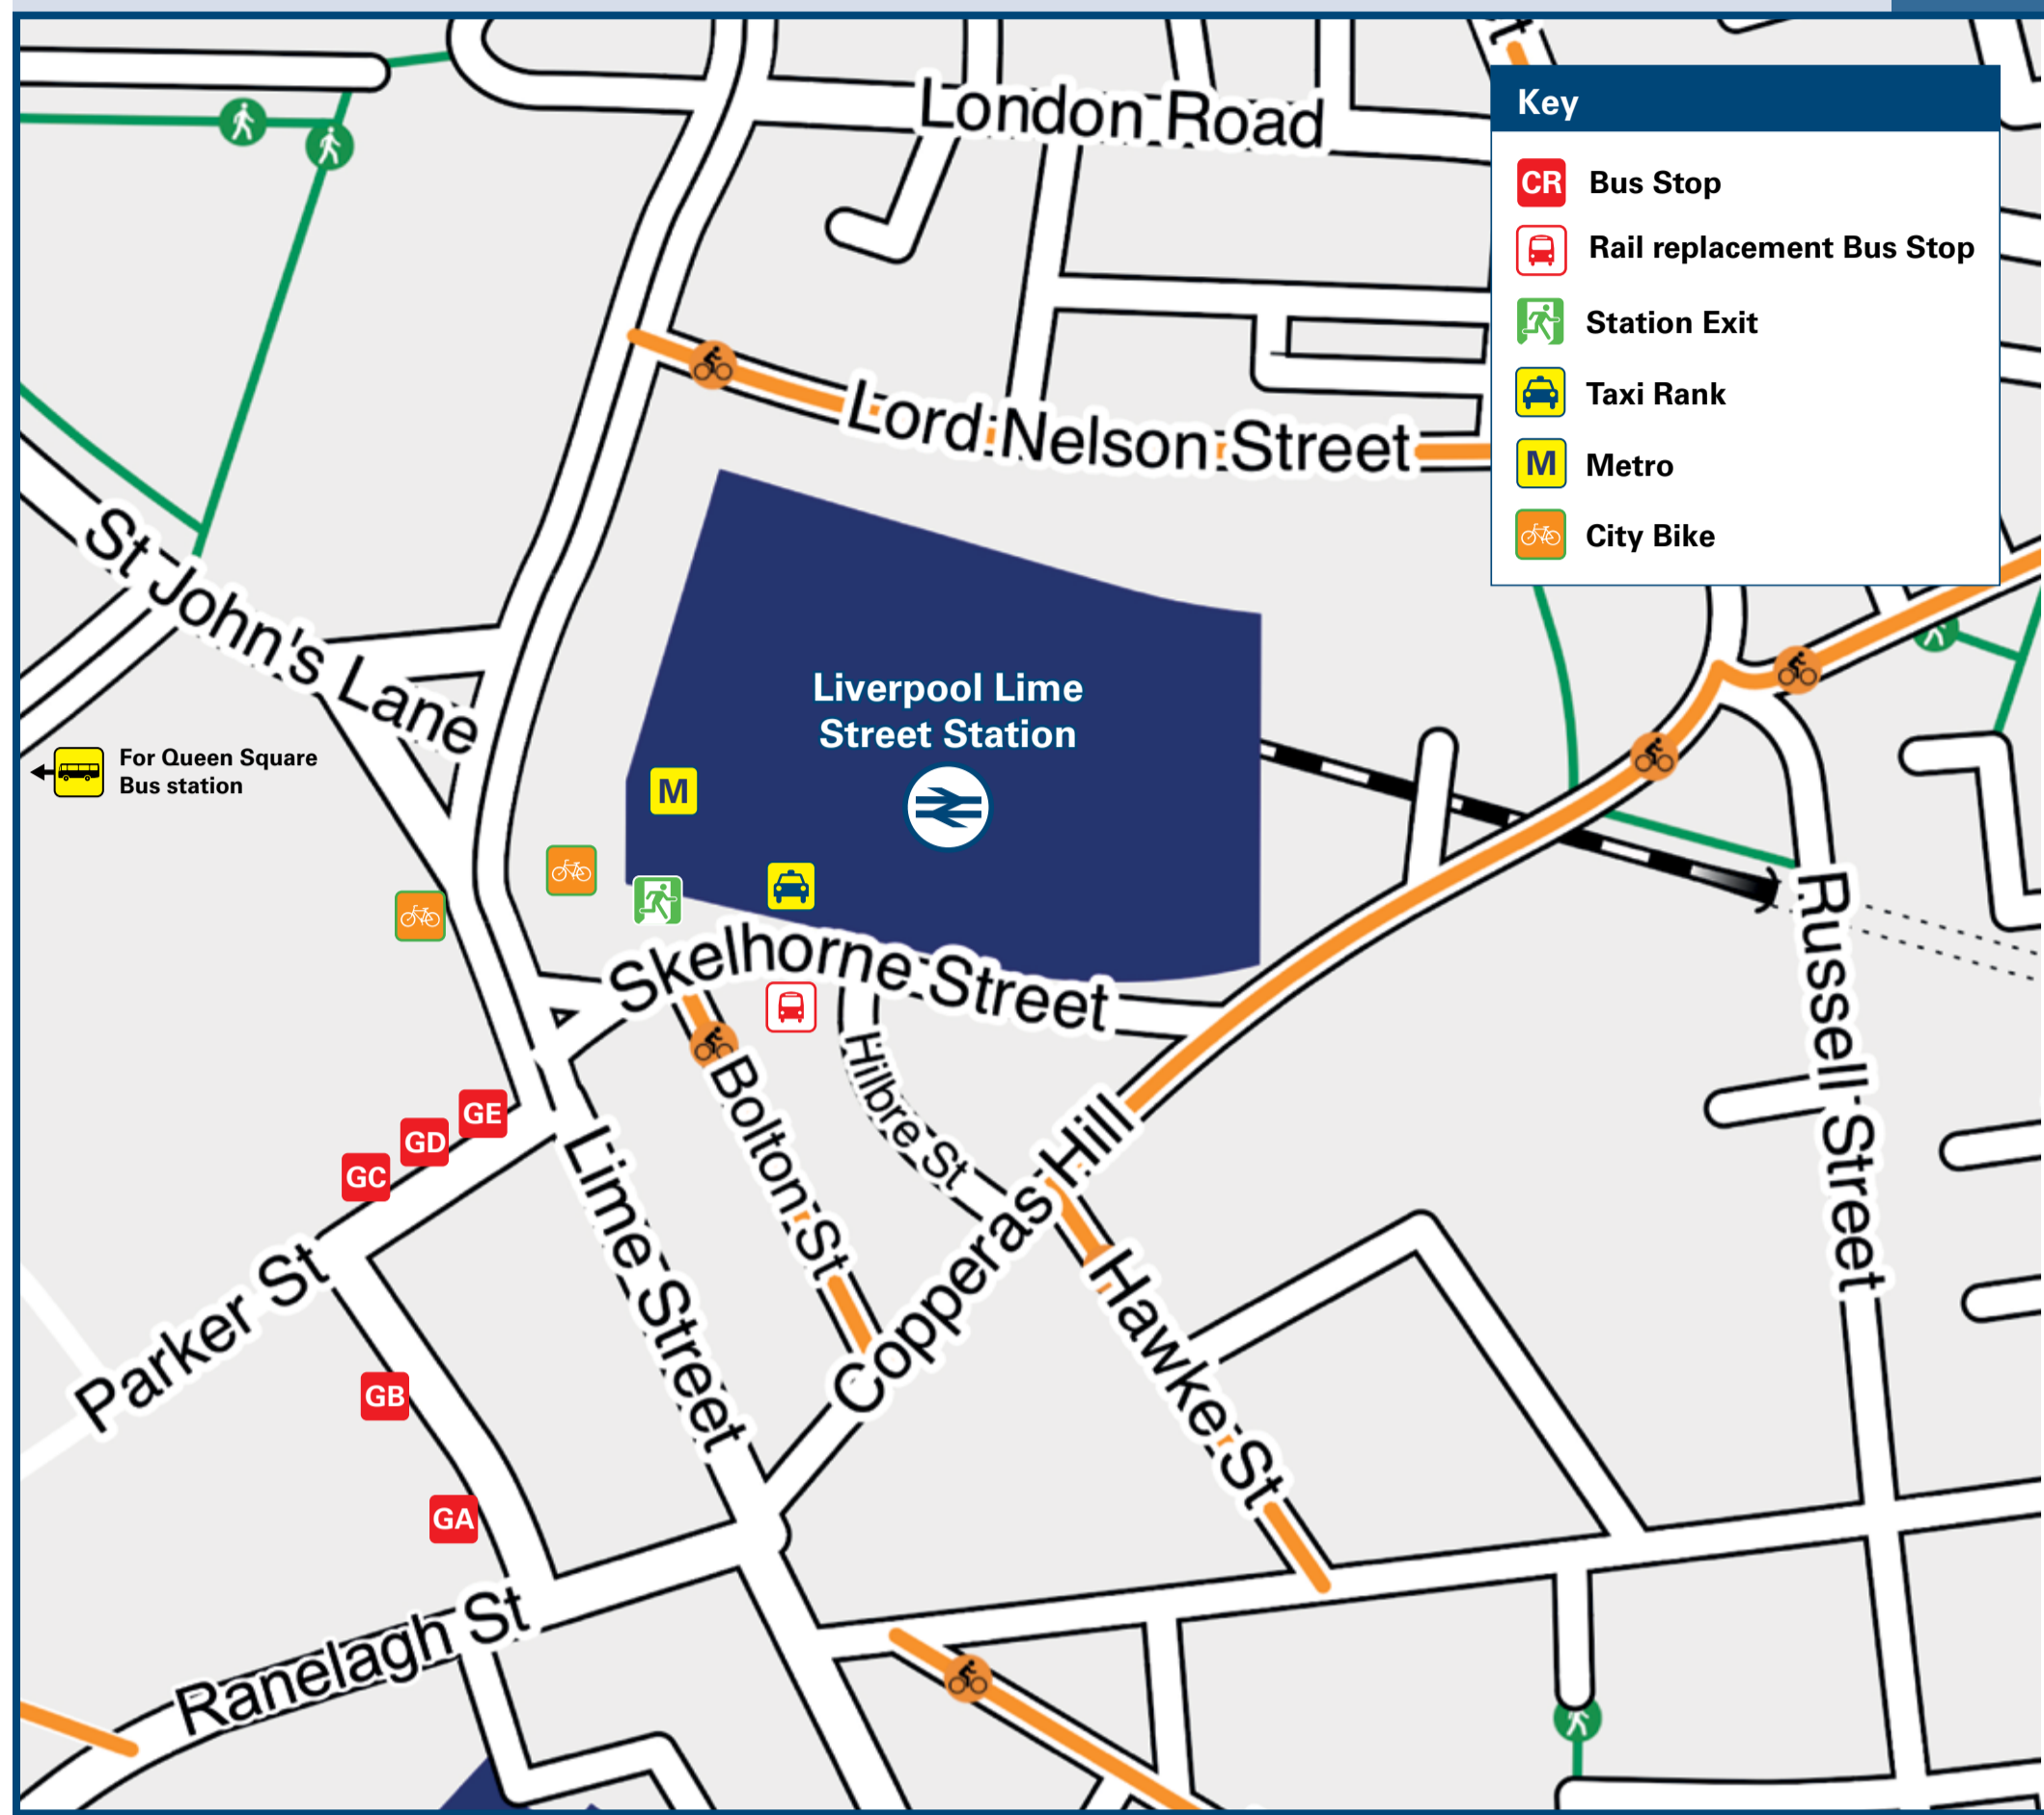 London Road
Key
CR Bus Stop
Rail replacement Bus Stop
Station Exit
Taxi Rank
M Metro
City Bike
Lord Nelson Street
St John's Lane
Liverpool Lime
Street Station
For Queen Square
Bus station
M
Skelhorne Street
Russell Street
Hilbre St
Bolton St
Copperas Hill
Lime Street
Hawke St
GE
GD
GC
Parker St
GB
GA
Ranelagh St